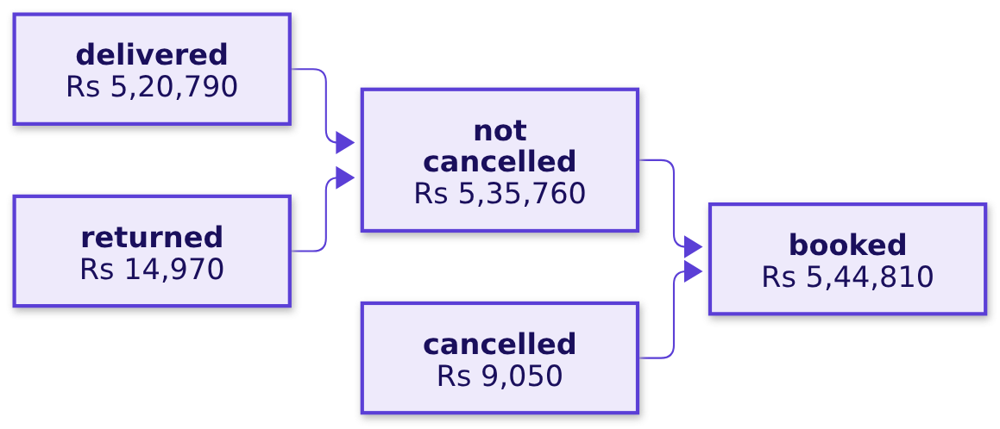 delivered
Rs 5,20,790
returned
Rs 14,970
not
cancelled
Rs 5,35,760
cancelled
Rs 9,050
booked
Rs 5,44,810